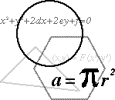 x²+y²+2dx+2ey+f=0
a = πr²